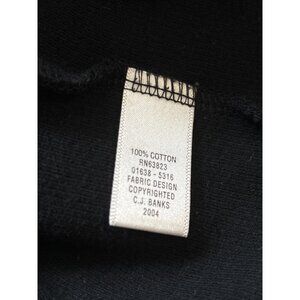 100% COTTON
RN63823
01638 - 5316
FABRIC DESIGN
COPYRIGHTED
C.J. BANKS
2004